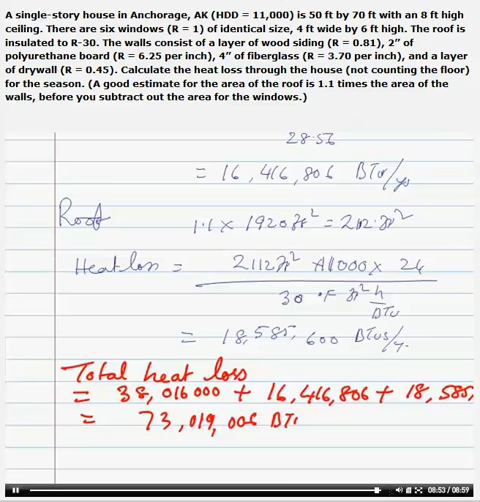 A single-story house in Anchorage, AK (HDD = 11,000) is 50 ft by 70 ft with an 8 ft high
ceiling. There are six windows (R = 1) of identical size, 4 ft wide by 6 ft high. The roof is
insulated to R-30. The walls consist of a layer of wood siding (R = 0.81), 2” of
polyurethane board (R = 6.25 per inch), 4” of fiberglass (R = 3.70 per inch), and a layer
of drywall (R = 0.45). Calculate the heat loss through the house (not counting the floor)
for the season. (A good estimate for the area of the roof is 1.1 times the area of the
walls, before you subtract out the area for the windows.)
28.56
= 16,416,806 BTU/yr
Roof
1.1 x 1920 ft² = 2112 ft²
Heat loss = 2112 ft² x 11000 x 24
30 °F ft² h
BTU
= 18,585,600 BTUs/y.
Total heat loss
= 38,016000 + 16,416,806 + 18,585,
= 73,019,006 BT
08:53 / 08:59